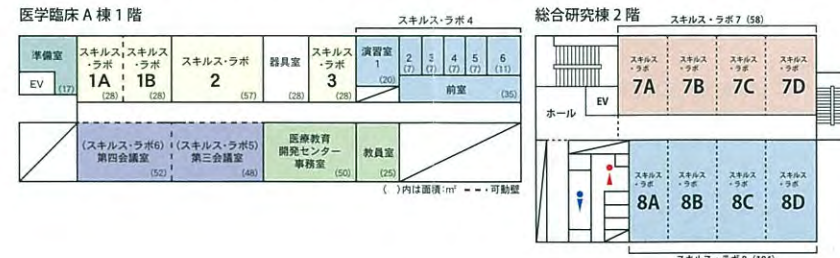 医学臨床A棟1階
スキルス・ラボ4
準備室
EV
(17)
スキルス
・ラボ
1A
(28)
スキルス
・ラボ
1B
(28)
スキルス・ラボ
2
(57)
器具室
(28)
スキルス
・ラボ
3
(28)
演習室
1
(20)
2
(7)
3
(7)
4
(7)
5
(7)
6
(11)
前室
(35)
(スキルス・ラボ6)
第四会議室
(52)
(スキルス・ラボ5)
第三会議室
(48)
医療教育
開発センター
事務室
(50)
教員室
(25)
( )内は面積:㎡ ---・可動壁
総合研究棟2階
スキルス・ラボ7 (58)
ホール
EV
スキルス
・ラボ
7A
スキルス
・ラボ
7B
スキルス
・ラボ
7C
スキルス
・ラボ
7D
スキルス
・ラボ
8A
スキルス
・ラボ
8B
スキルス
・ラボ
8C
スキルス
・ラボ
8D